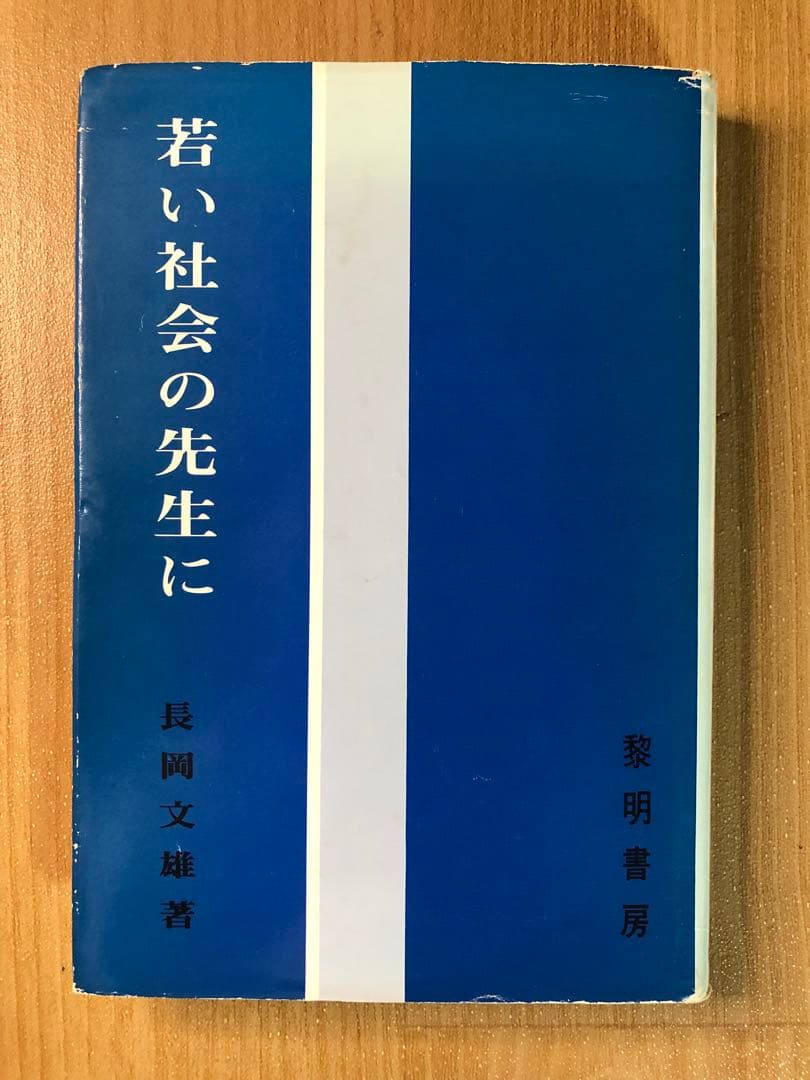 若い社会の先生に
長岡文雄著
黎明書房